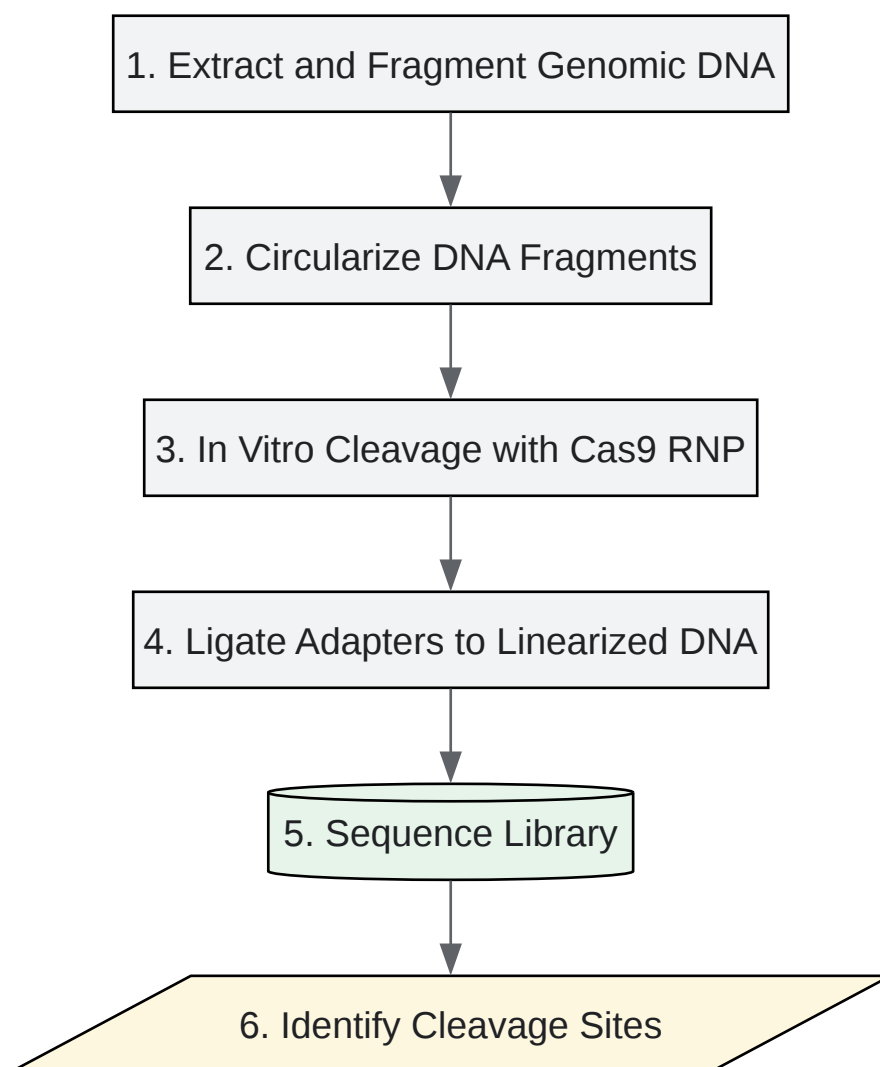 1. Extract and Fragment Genomic DNA
2. Circularize DNA Fragments
3. In Vitro Cleavage with Cas9 RNP
4. Ligate Adapters to Linearized DNA
5. Sequence Library
6. Identify Cleavage Sites